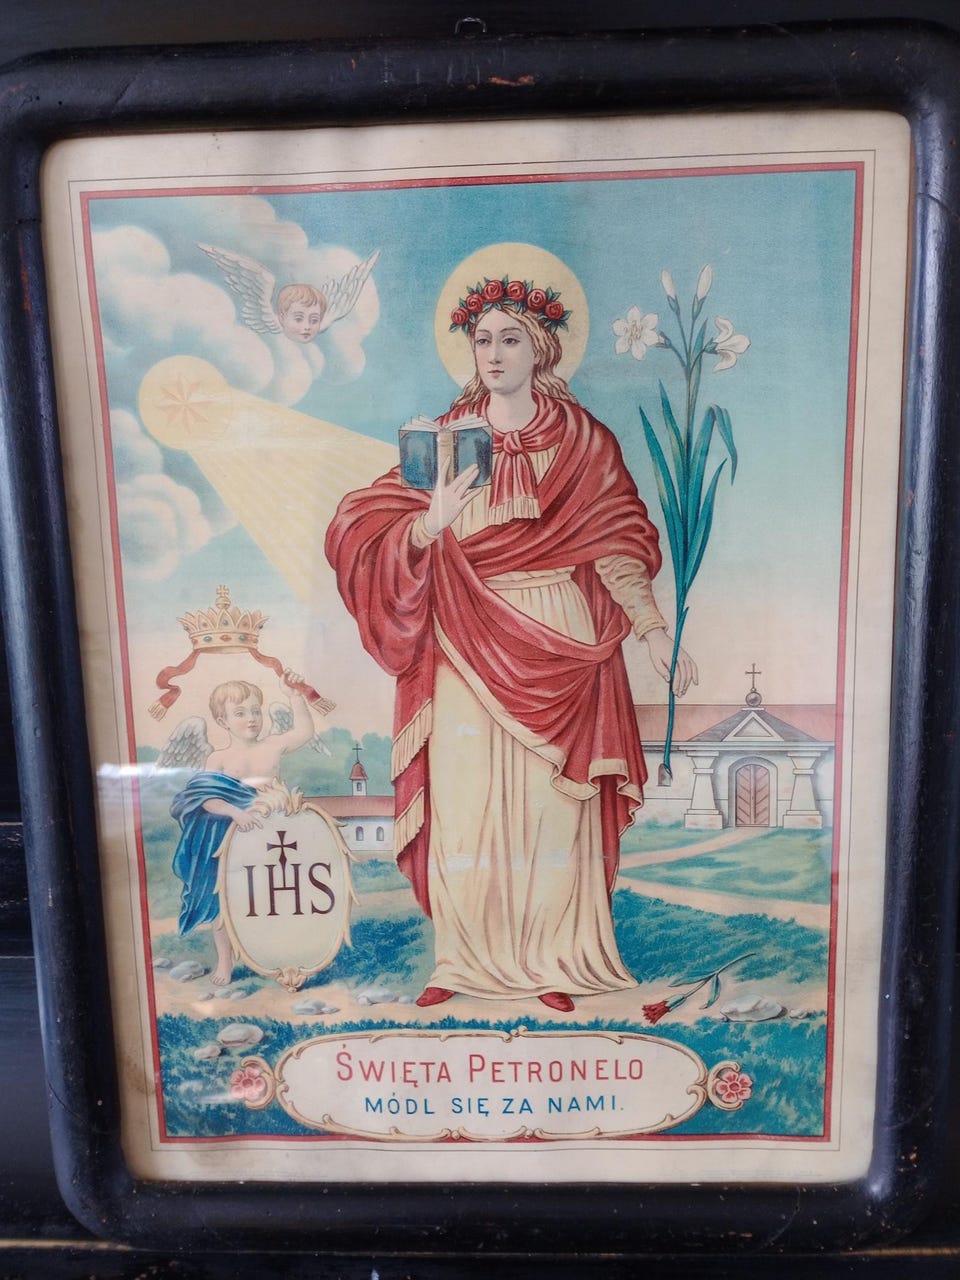 IHS
ŚWIĘTA PETRONELO
MÓDL SIĘ ZA NAMI.